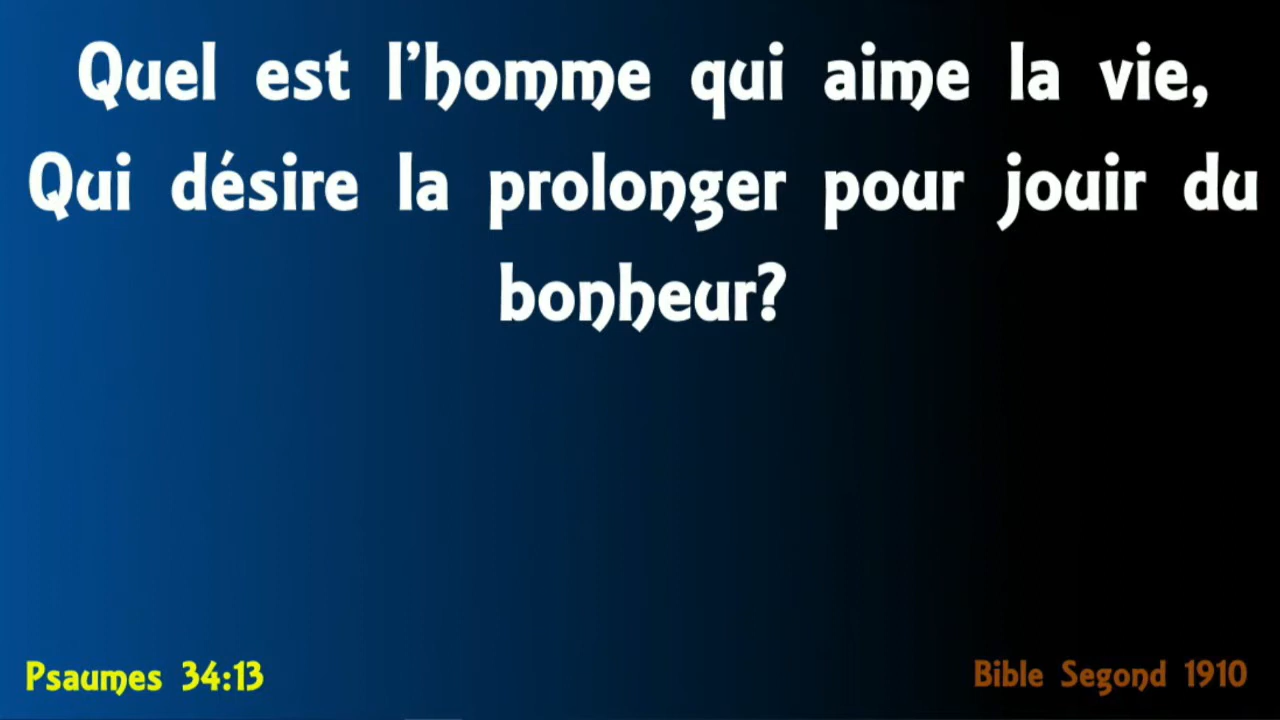 Quel est l'homme qui aime la vie,
Qui désire la prolonger pour jouir du
bonheur?
Psaumes 34:13
Bible Segond 1910